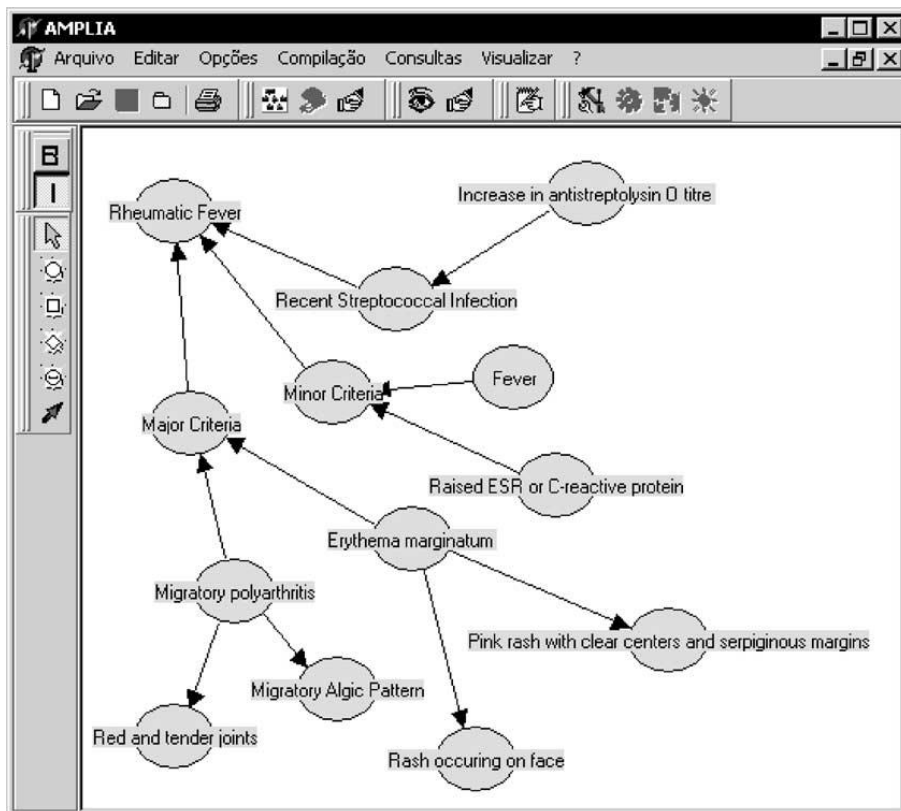 AMPLIA
Arquivo Editar Opções Compilação Consultas Visualizar ?
B
I
Increase in antistreptolysin O titre
Rheumatic Fever
Recent Streptococcal Infection
Fever
Minor Criteria
Major Criteria
Raised ESR or C-reactive protein
Erythema marginatum
Migratory polyarthritis
Pink rash with clear centers and serpiginous margins
Migratory Algic Pattern
Red and tender joints
Rash occuring on face